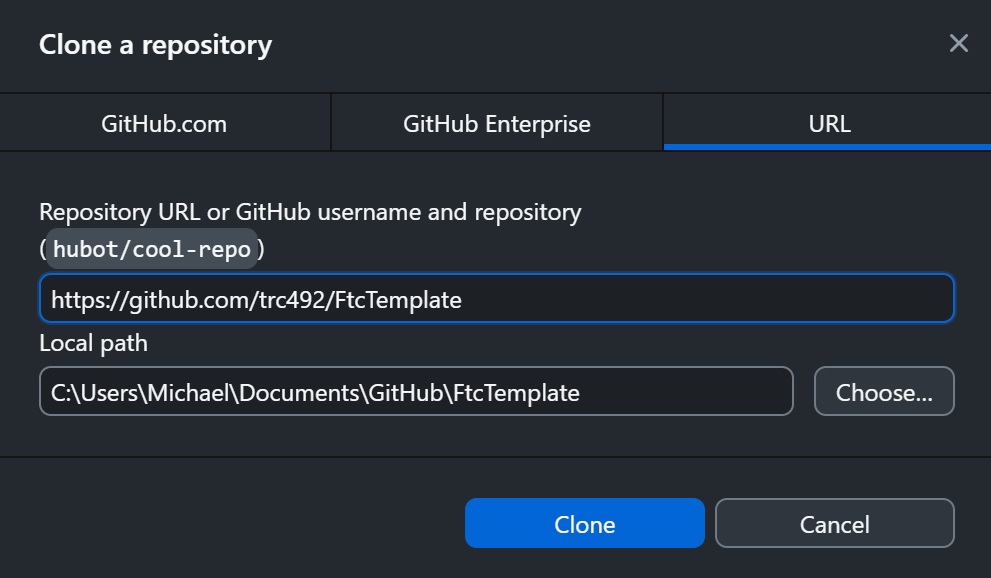 Clone a repository
GitHub.com
GitHub Enterprise
URL
Repository URL or GitHub username and repository
(hubot/cool-repo)
https://github.com/trc492/FtcTemplate
Local path
C:\Users\Michael\Documents\GitHub\FtcTemplate
Choose...
Clone
Cancel